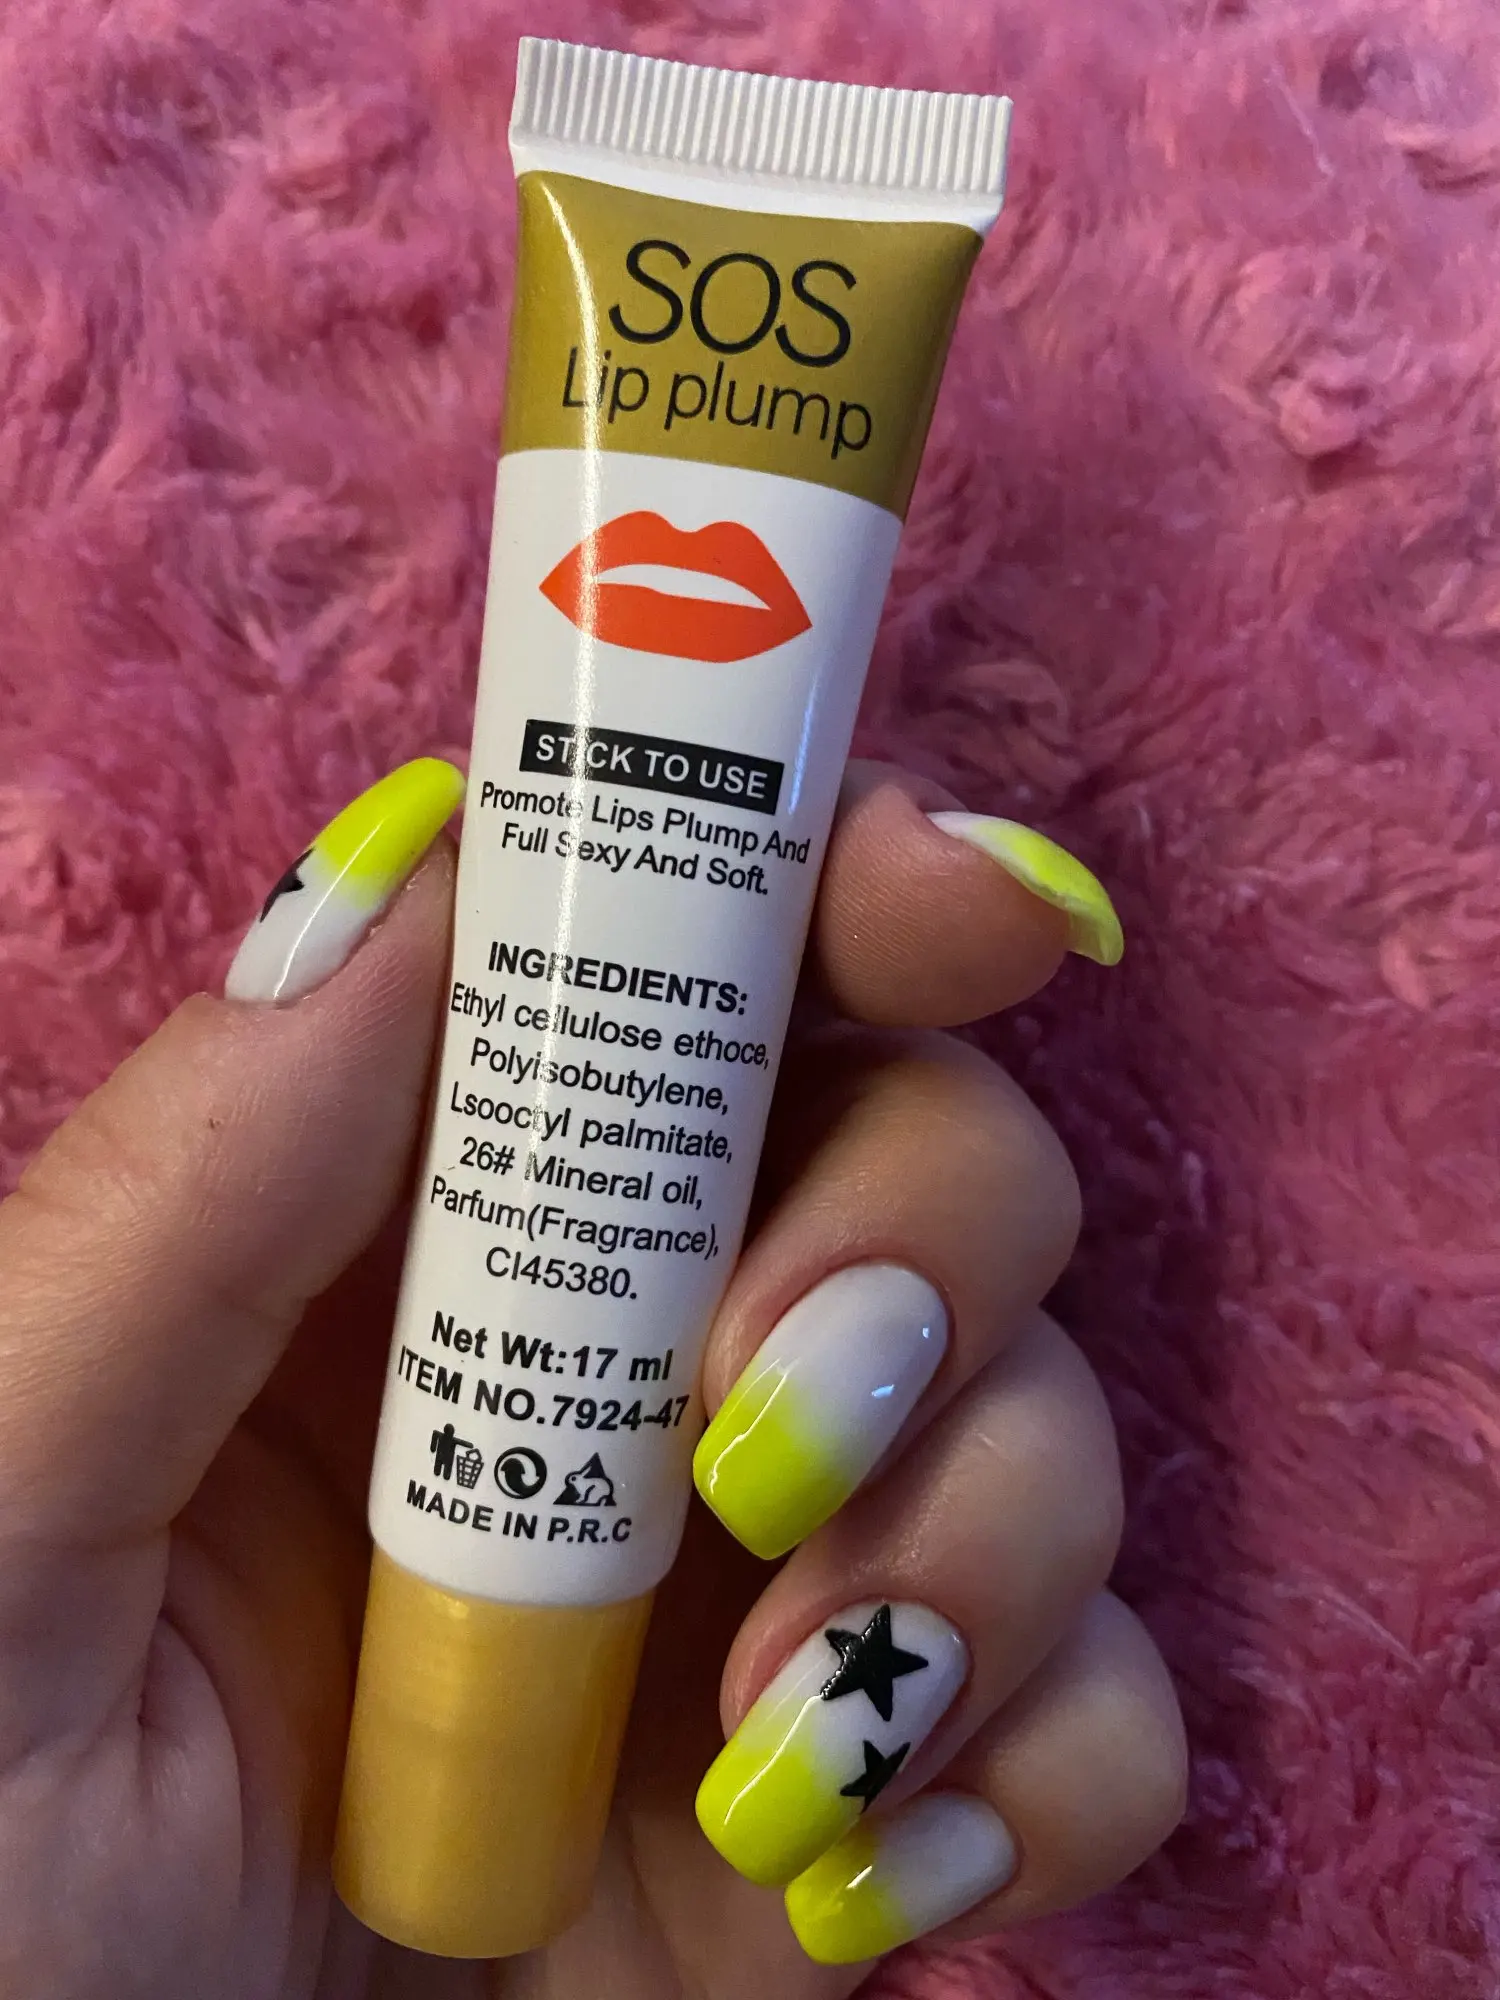 SOS
Lip plump
STICK TO USE
Promote Lips Plump And
Full Sexy And Soft.
INGREDIENTS:
Ethyl cellulose ethoce,
Polyisobutylene,
Lsooctyl palmitate,
26# Mineral oil,
Parfum(Fragrance),
CI45380.
Net Wt:17 ml
ITEM NO.7924-47
MADE IN P.R.C